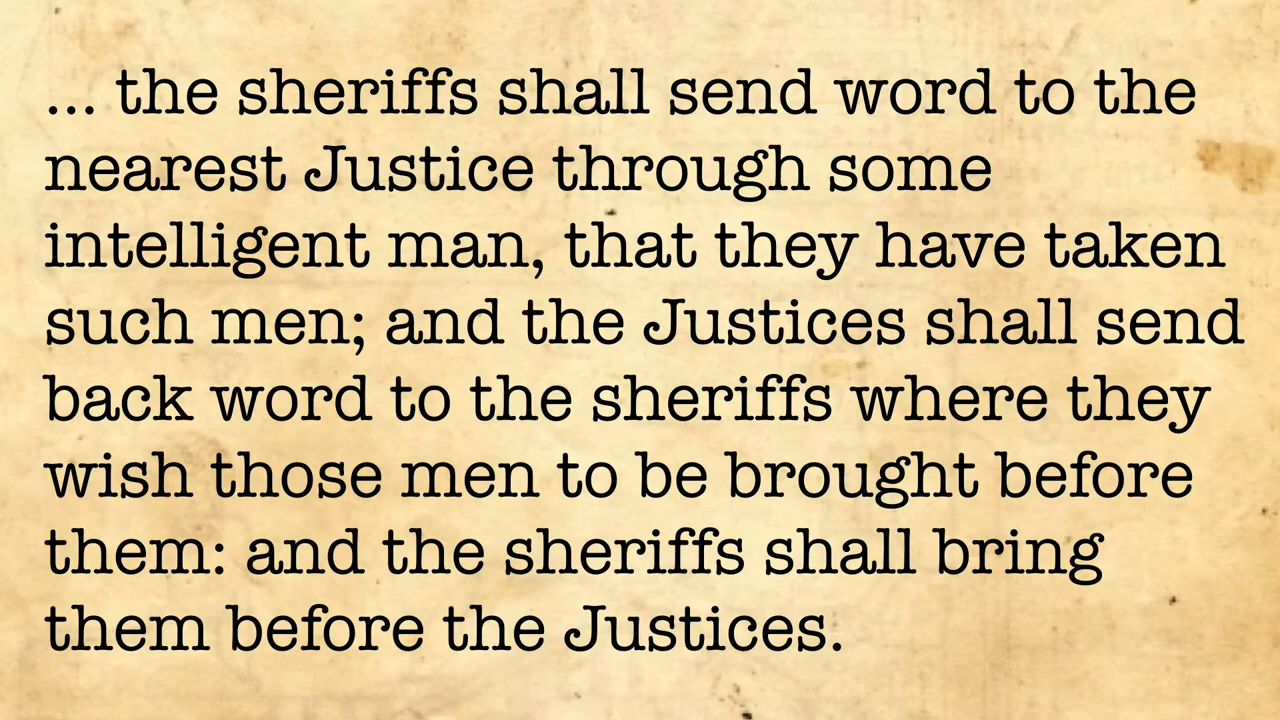 ... the sheriffs shall send word to the
nearest Justice through some
intelligent man, that they have taken
such men; and the Justices shall send
back word to the sheriffs where they
wish those men to be brought before
them: and the sheriffs shall bring
them before the Justices.